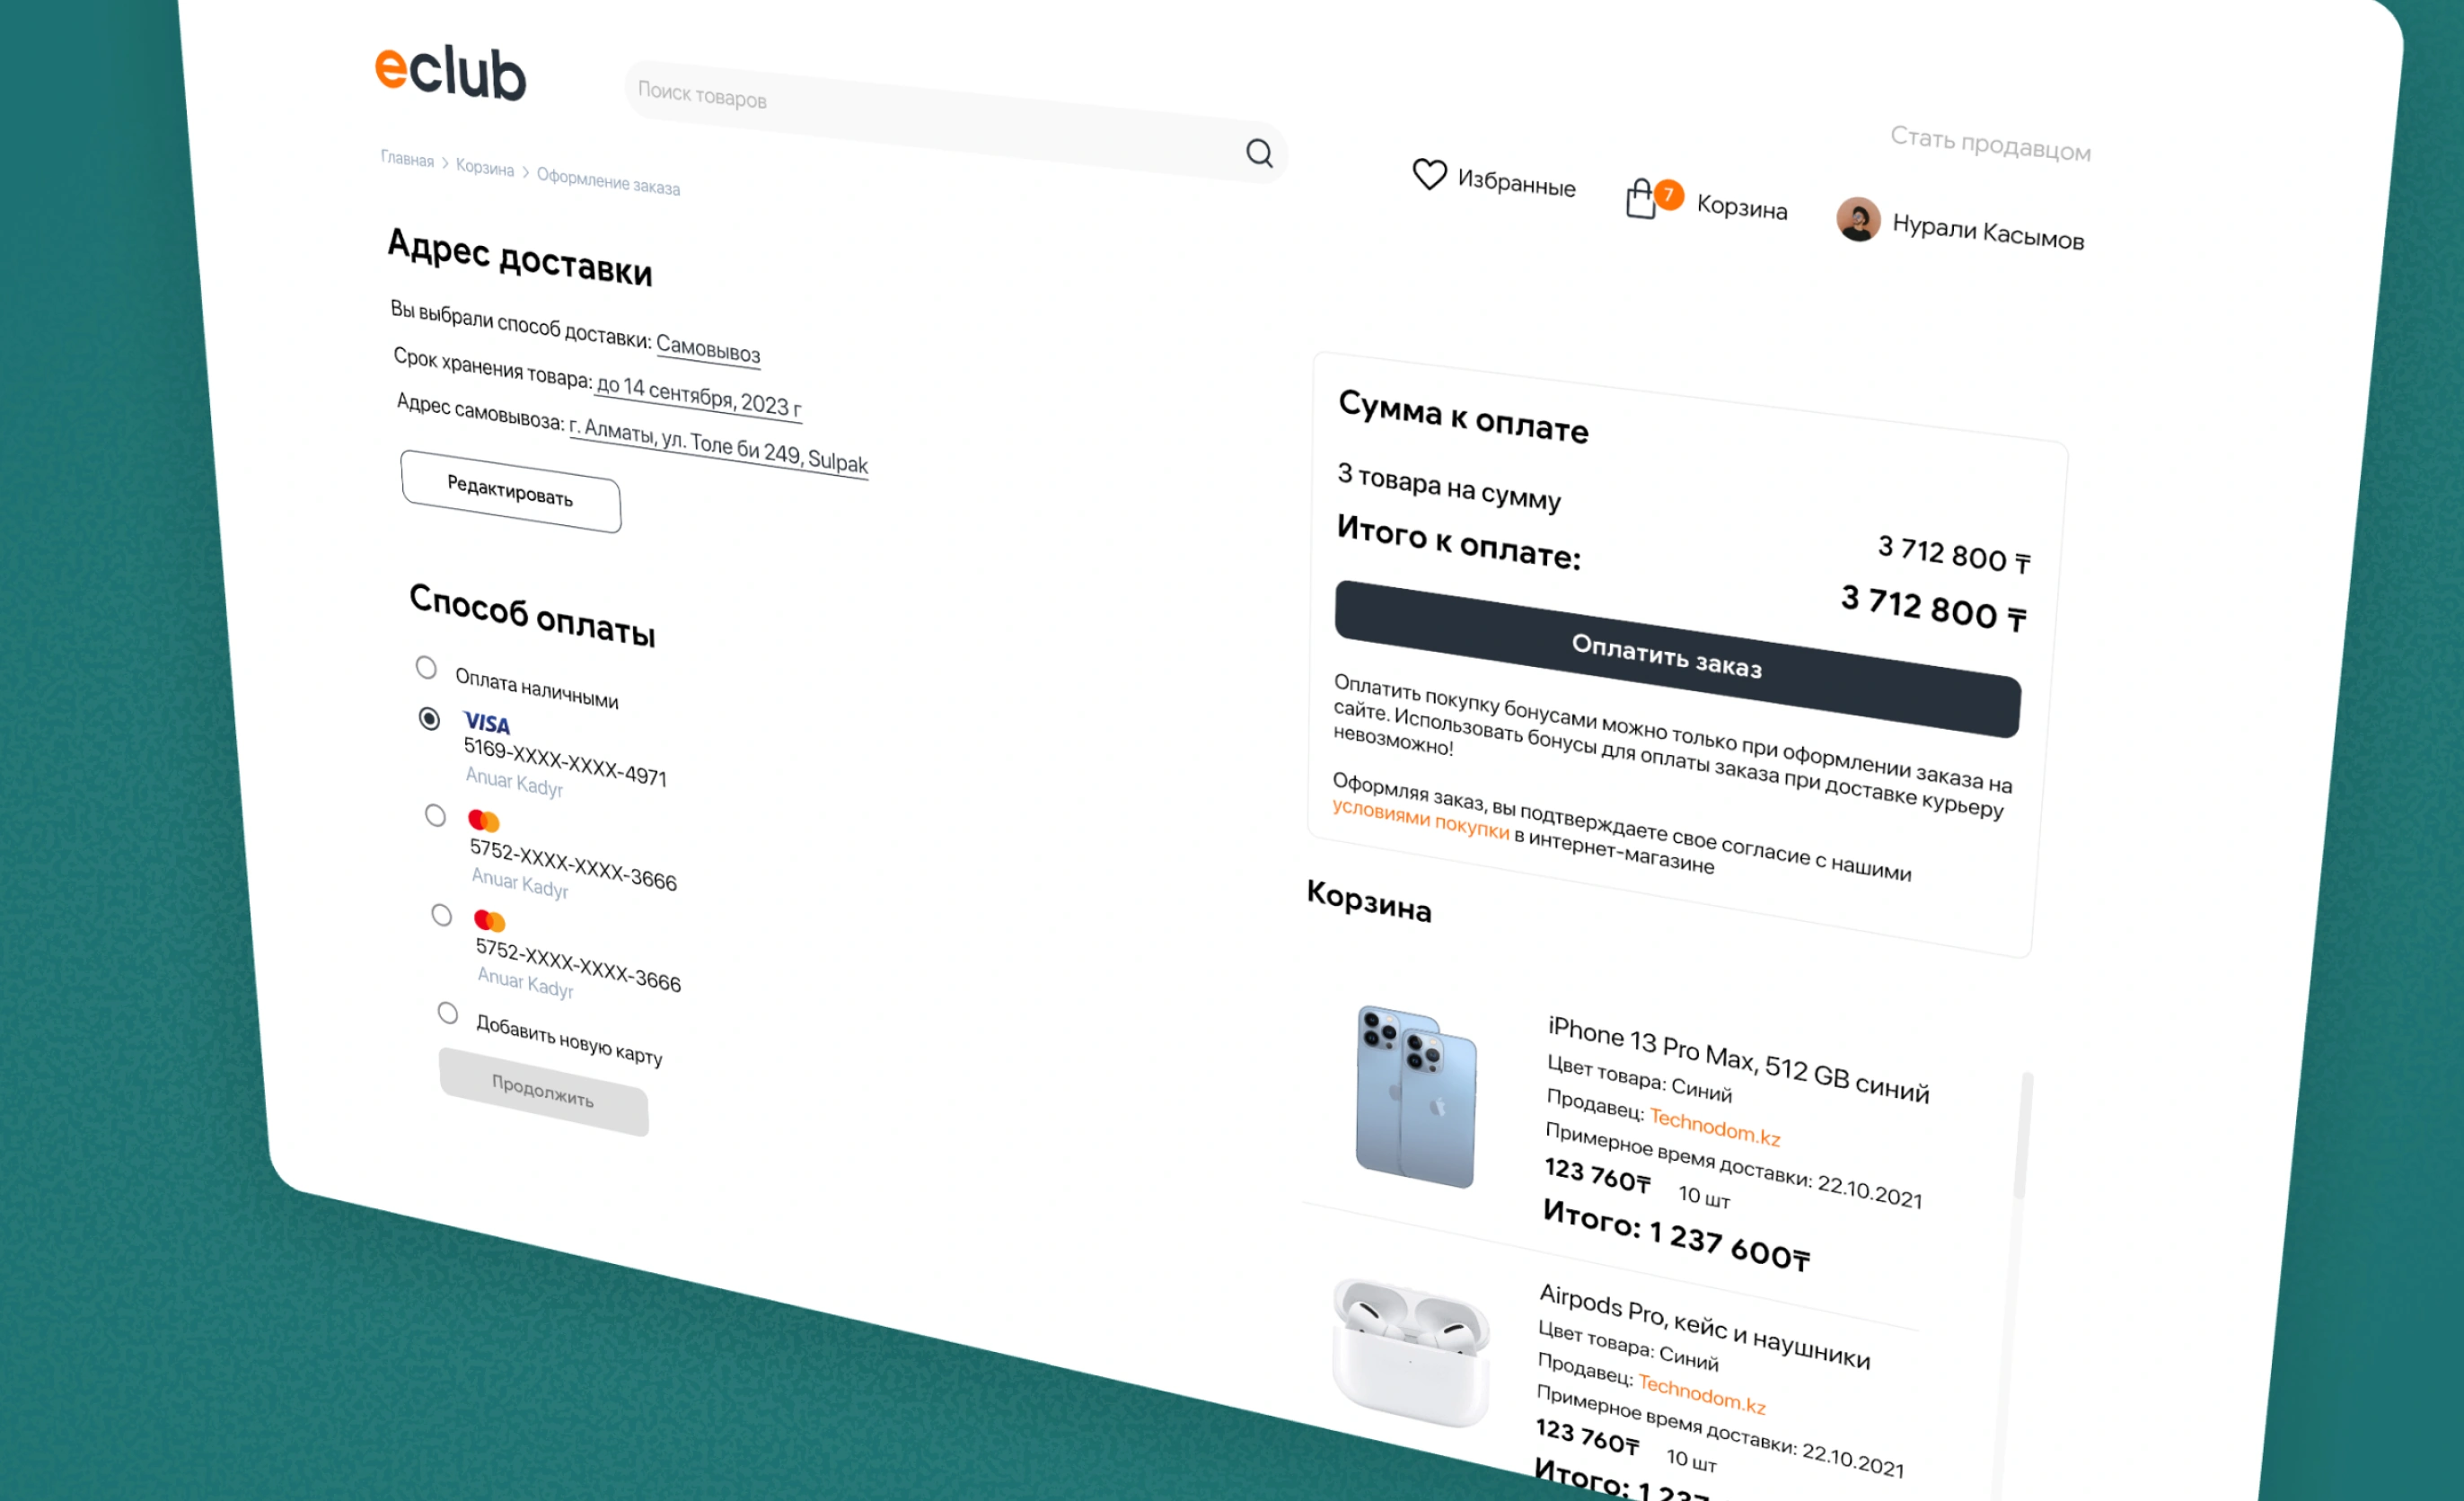 eclub
Поиск товаров
Стать продавцом
Избранные
7
Корзина
Нурали Касымов
Главная > Корзина > Оформление заказа
Адрес доставки
Вы выбрали способ доставки: Самовывоз
Срок хранения товара: до 14 сентября, 2023 г
Адрес самовывоза: г. Алматы, ул. Толе би 249, Sulpak
Редактировать
Способ оплаты
Оплата наличными
VISA
5169-XXXX-XXXX-4971
Anuar Kadyr
5752-XXXX-XXXX-3666
Anuar Kadyr
5752-XXXX-XXXX-3666
Anuar Kadyr
Добавить новую карту
Продолжить
Сумма к оплате
3 товара на сумму
3 712 800 ₸
Итого к оплате:
3 712 800 ₸
Оплатить заказ
Оплатить покупку бонусами можно только при оформлении заказа на
сайте. Использовать бонусы для оплаты заказа при доставке курьеру
невозможно!
Оформляя заказ, вы подтверждаете свое согласие с нашими
условиями покупки в интернет-магазине
Корзина
iPhone 13 Pro Max, 512 GB синий
Цвет товара: Синий
Продавец: Technodom.kz
Примерное время доставки: 22.10.2021
123 760₸ 10 шт
Итого: 1 237 600₸
Airpods Pro, кейс и наушники
Цвет товара: Синий
Продавец: Technodom.kz
Примерное время доставки: 22.10.2021
123 760₸ 10 шт
Итого: 1 237